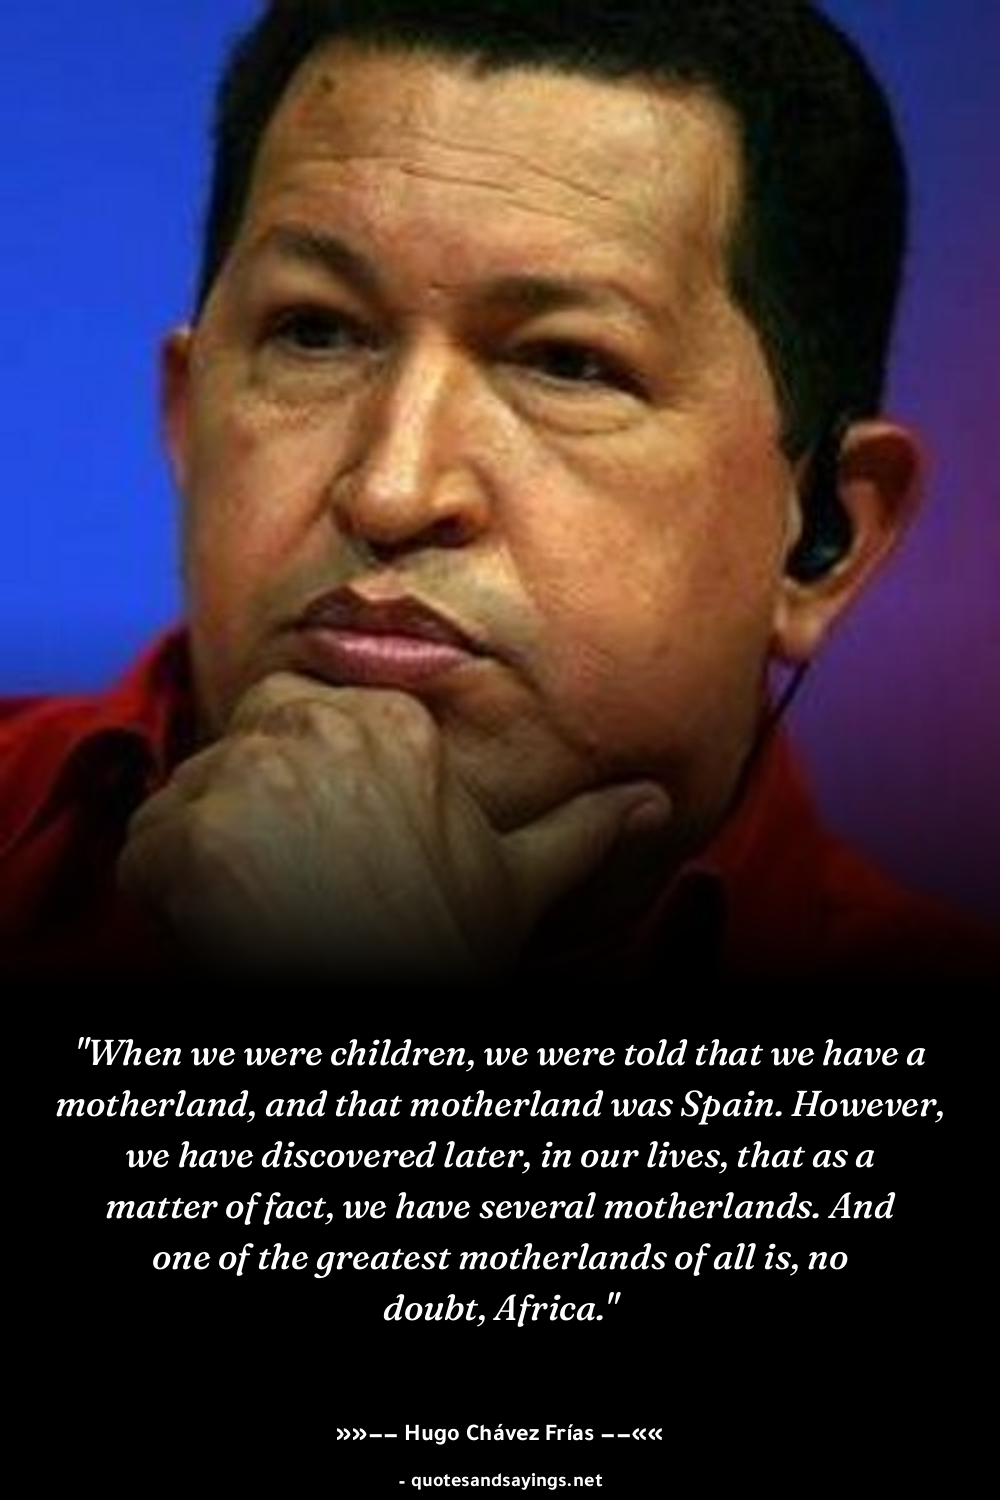 "When we were children, we were told that we have a
motherland, and that motherland was Spain. However,
we have discovered later, in our lives, that as a
matter of fact, we have several motherlands. And
one of the greatest motherlands of all is, no
doubt, Africa."
»»–– Hugo Chávez Frías ––««
- quotesandsayings.net